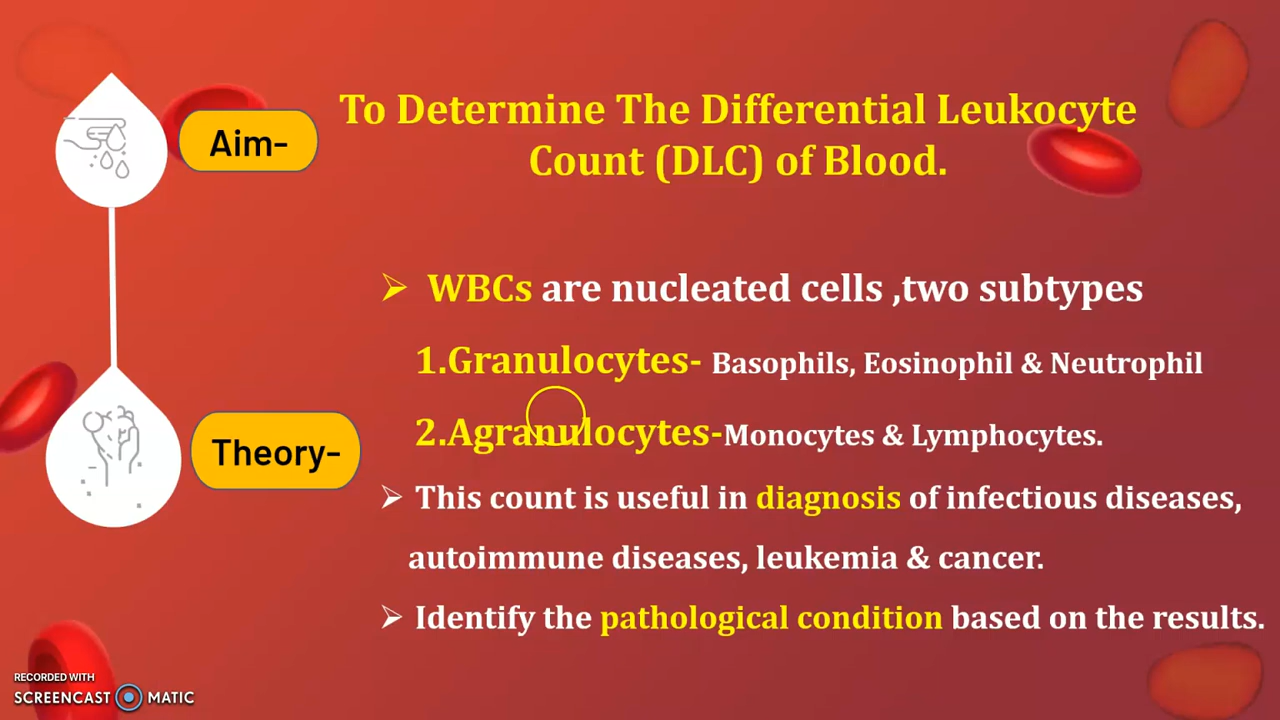 Aim-
To Determine The Differential Leukocyte
Count (DLC) of Blood.
Theory-
➢ WBCs are nucleated cells ,two subtypes
1.Granulocytes- Basophils, Eosinophil & Neutrophil
2.Agranulocytes-Monocytes & Lymphocytes.
➢ This count is useful in diagnosis of infectious diseases,
autoimmune diseases, leukemia & cancer.
➢ Identify the pathological condition based on the results.
RECORDED WITH
SCREENCAST MATIC